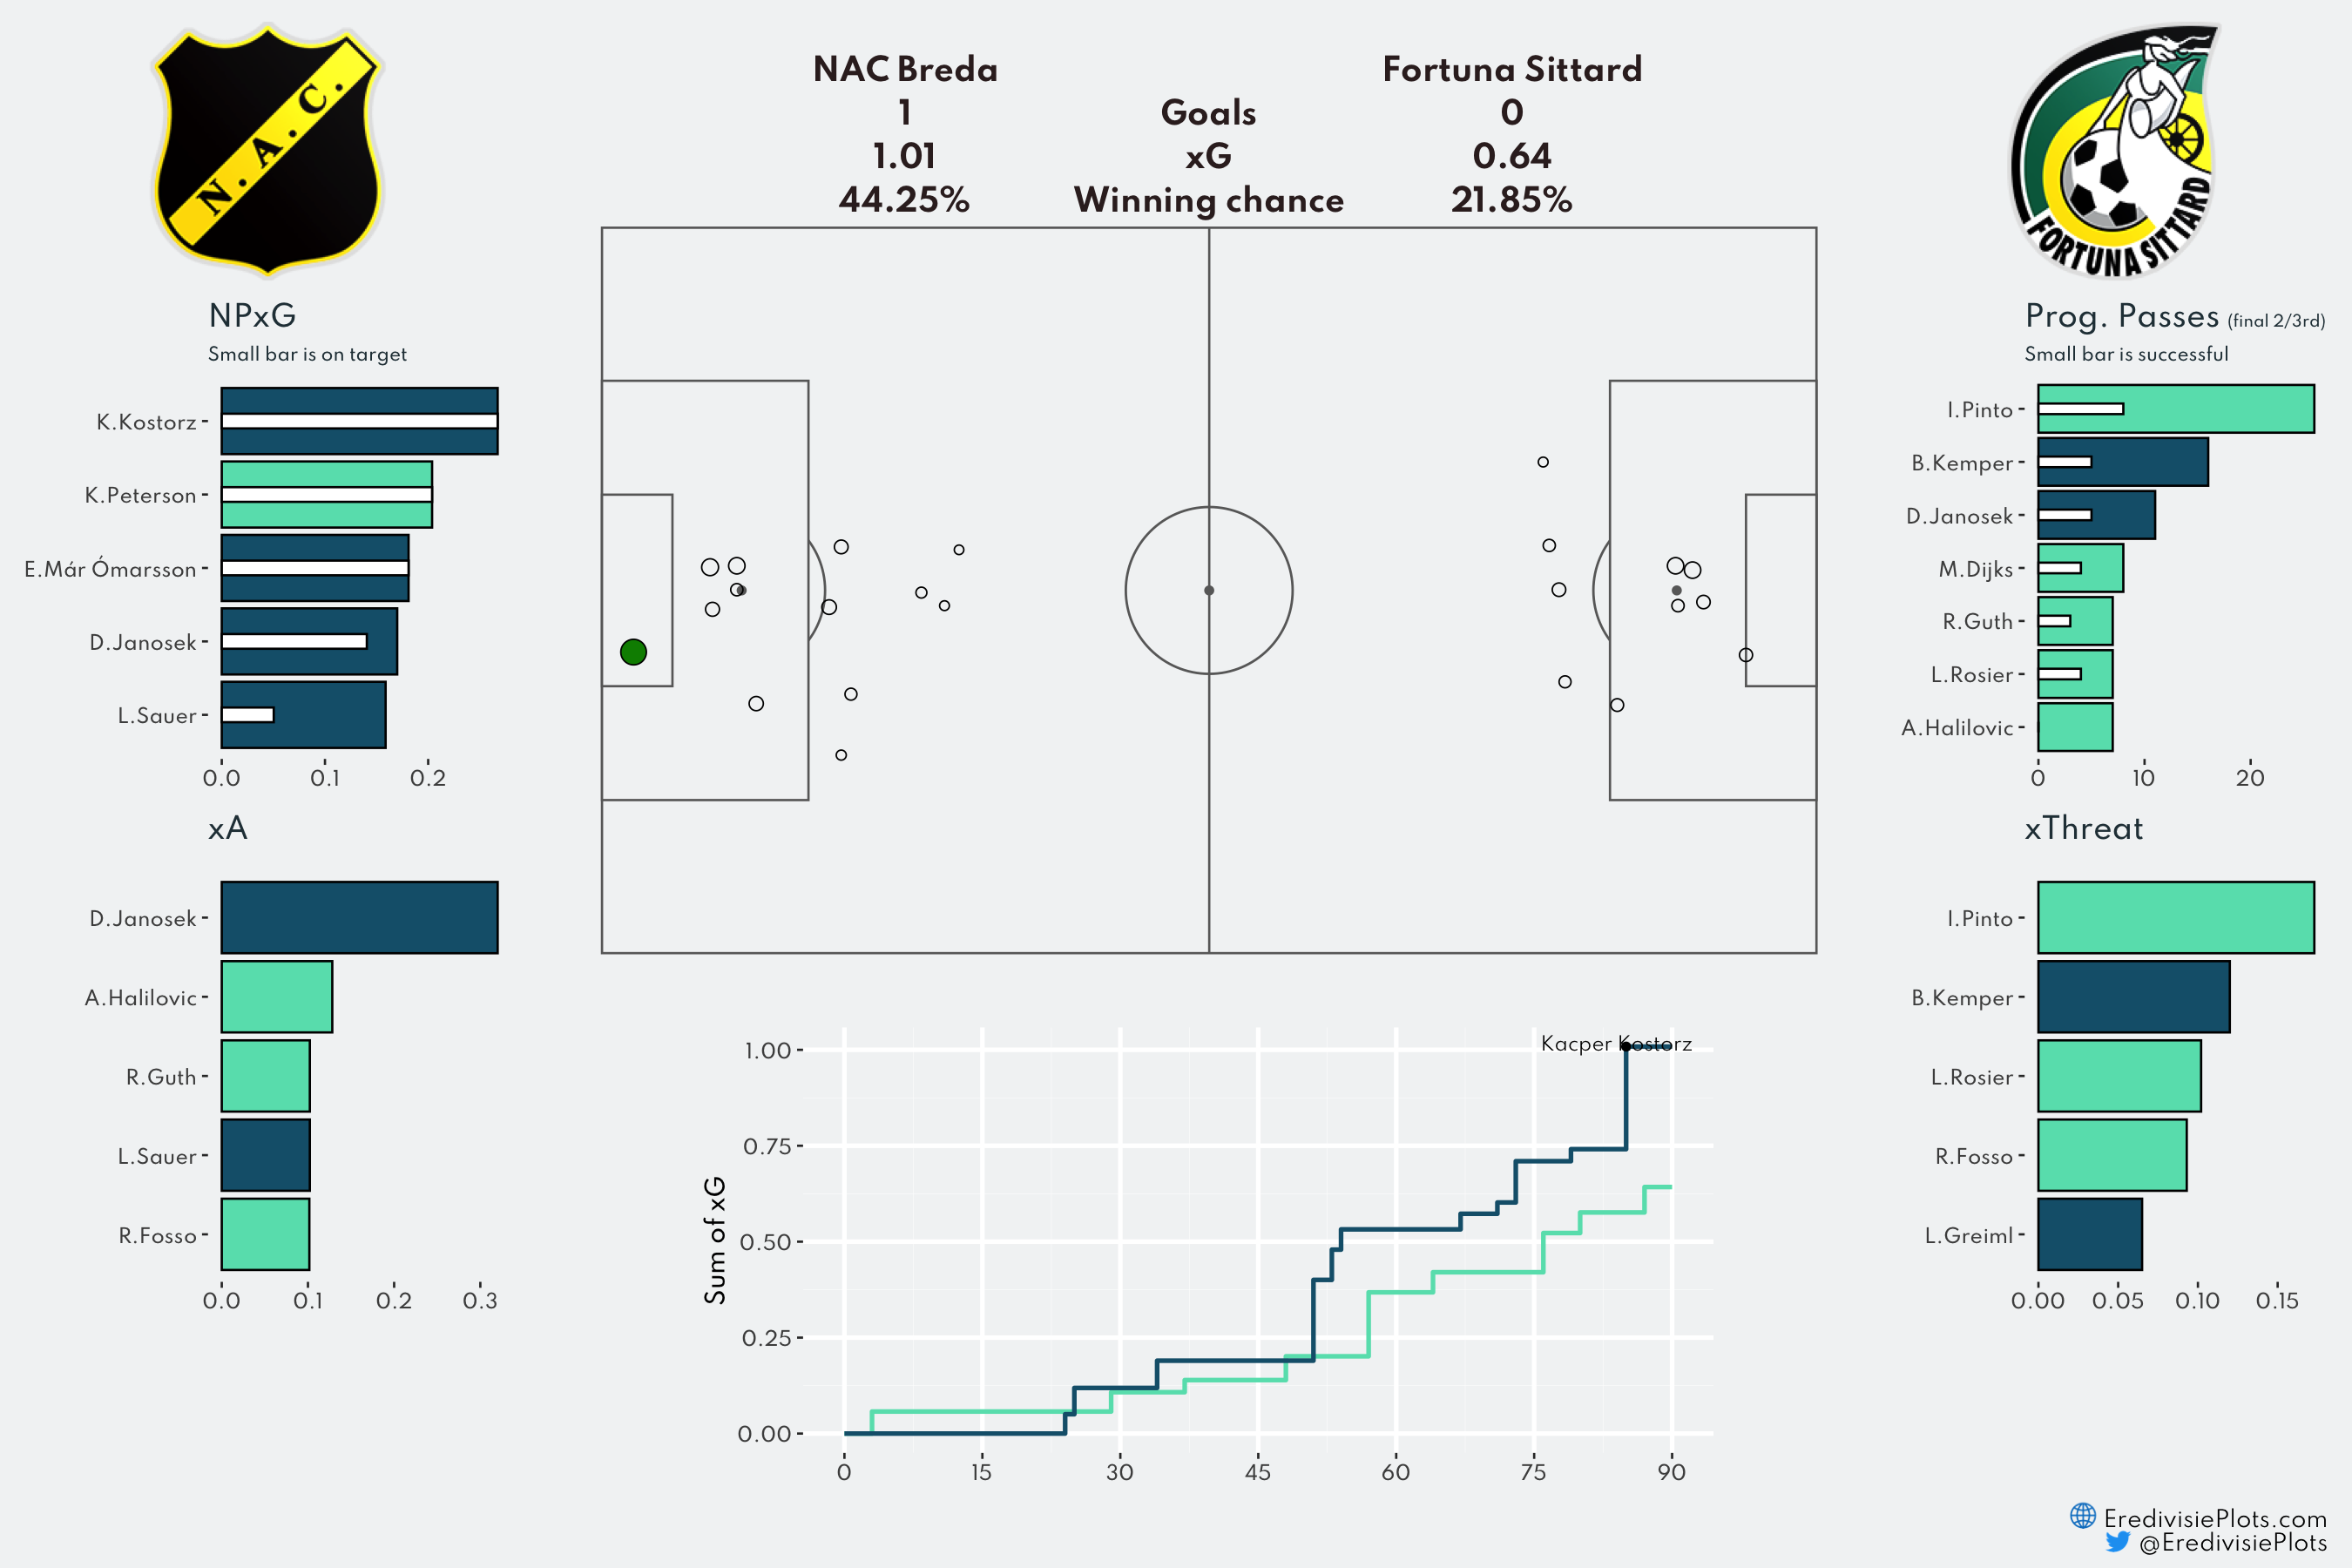 N.A.C.
NAC Breda Fortuna Sittard
1 Goals 0
1.01 xG 0.64
44.25% Winning chance 21.85%
FORTUNA SITTARD
NPxG
Small bar is on target
K.Kostorz
K.Peterson
E.Már Ómarsson
D.Janosek
L.Sauer
0.0 0.1 0.2
Prog. Passes (final 2/3rd)
Small bar is successful
I.Pinto
B.Kemper
D.Janosek
M.Dijks
R.Guth
L.Rosier
A.Halilovic
0 10 20
xA
D.Janosek
A.Halilovic
R.Guth
L.Sauer
R.Fosso
0.0 0.1 0.2 0.3
Kacper Kostorz
Sum of xG
1.00
0.75
0.50
0.25
0.00
0 15 30 45 60 75 90
xThreat
I.Pinto
B.Kemper
L.Rosier
R.Fosso
L.Greiml
0.00 0.05 0.10 0.15
EredivisiePlots.com
@EredivisiePlots